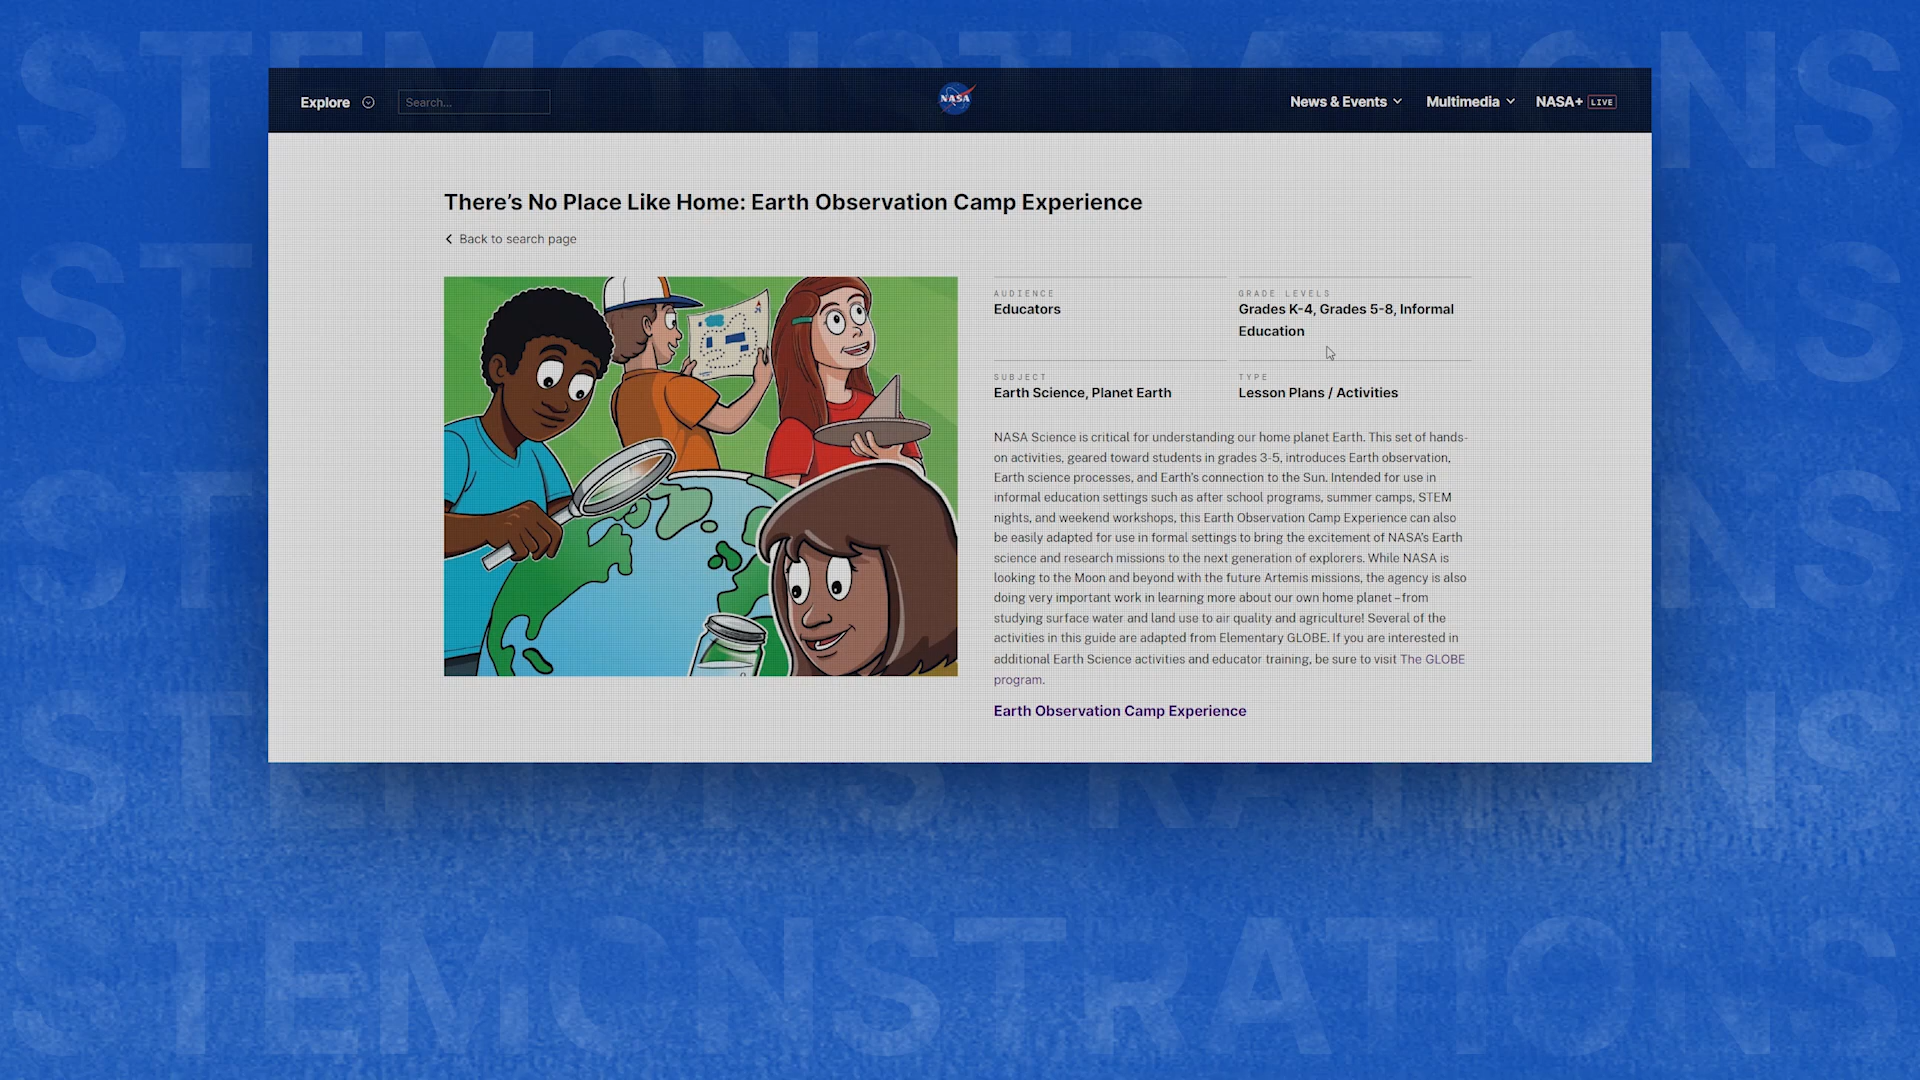 STEMONSTRATIONS
Explore
Search...
NASA
News & Events
Multimedia
NASA+ LIVE
There’s No Place Like Home: Earth Observation Camp Experience
Back to search page
AUDIENCE
Educators
GRADE LEVELS
Grades K-4, Grades 5-8, Informal
Education
SUBJECT
Earth Science, Planet Earth
TYPE
Lesson Plans / Activities
NASA Science is critical for understanding our home planet Earth. This set of hands-
on activities, geared toward students in grades 3-5, introduces Earth observation,
Earth science processes, and Earth's connection to the Sun. Intended for use in
informal education settings such as after school programs, summer camps, STEM
nights, and weekend workshops, this Earth Observation Camp Experience can also
be easily adapted for use in formal settings to bring the excitement of NASA's Earth
science and research missions to the next generation of explorers. While NASA is
looking to the Moon and beyond with the future Artemis missions, the agency is also
doing very important work in learning more about our own home planet – from
studying surface water and land use to air quality and agriculture! Several of the
activities in this guide are adapted from Elementary GLOBE. If you are interested in
additional Earth Science activities and educator training, be sure to visit The GLOBE
program.
Earth Observation Camp Experience
STEMONSTRATIONS
STEMONSTRATIONS